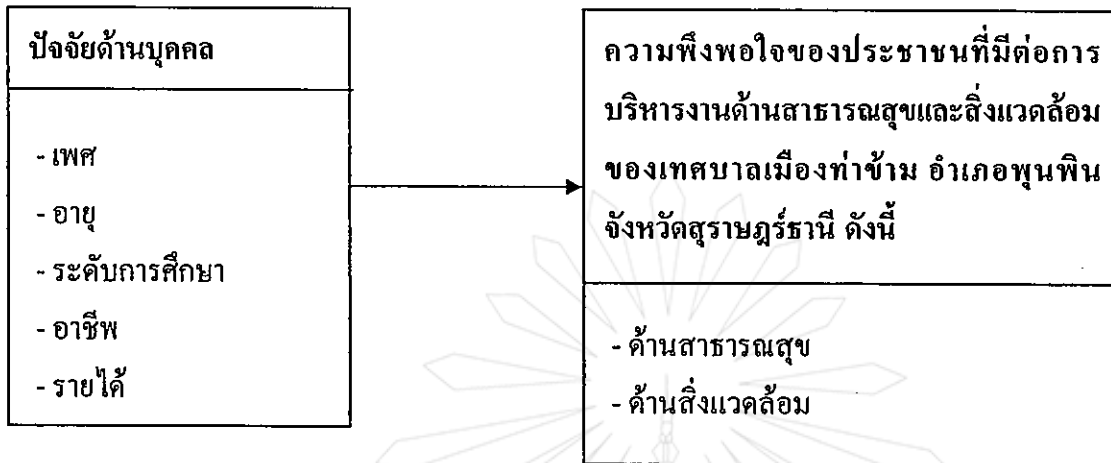 ปัจจัยด้านบุคคล
- เพศ
- อายุ
- ระดับการศึกษา
- อาชีพ
- รายได้
ความพึงพอใจของประชาชนที่มีต่อการ
บริหารงานด้านสาธารณสุขและสิ่งแวดล้อม
ของเทศบาลเมืองท่าข้าม อำเภอพุนพิน
จังหวัดสุราษฎร์ธานี ดังนี้
- ด้านสาธารณสุข
- ด้านสิ่งแวดล้อม